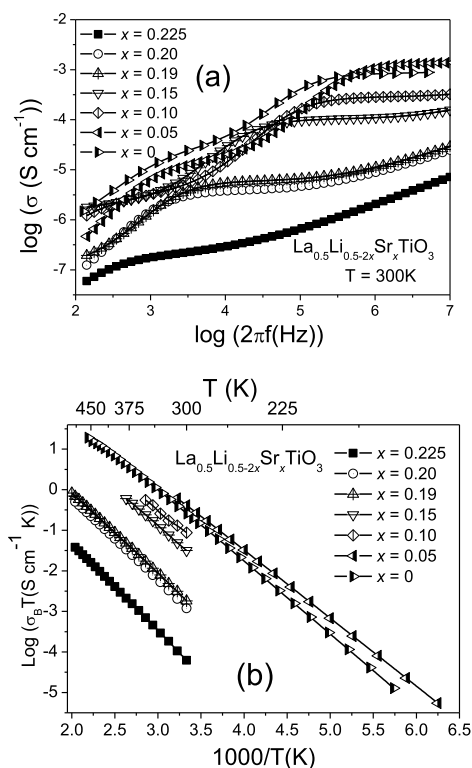 -2
-3
-4
-5
-6
-7
log (σ (S cm⁻¹))
x = 0.225
x = 0.20
x = 0.19
x = 0.15
x = 0.10
x = 0.05
x = 0
(a)
La₀.₅Li₀.₅₋₂ₓSrₓTiO₃
T = 300K
2 3 4 5 6 7
log (2πf(Hz))
T (K)
450 375 300 225
1
0
-1
-2
-3
-4
-5
Log (σ_BT(S cm⁻¹ K))
La₀.₅Li₀.₅₋₂ₓSrₓTiO₃
x = 0.225
x = 0.20
x = 0.19
x = 0.15
x = 0.10
x = 0.05
x = 0
(b)
2.0 2.5 3.0 3.5 4.0 4.5 5.0 5.5 6.0 6.5
1000/T(K)